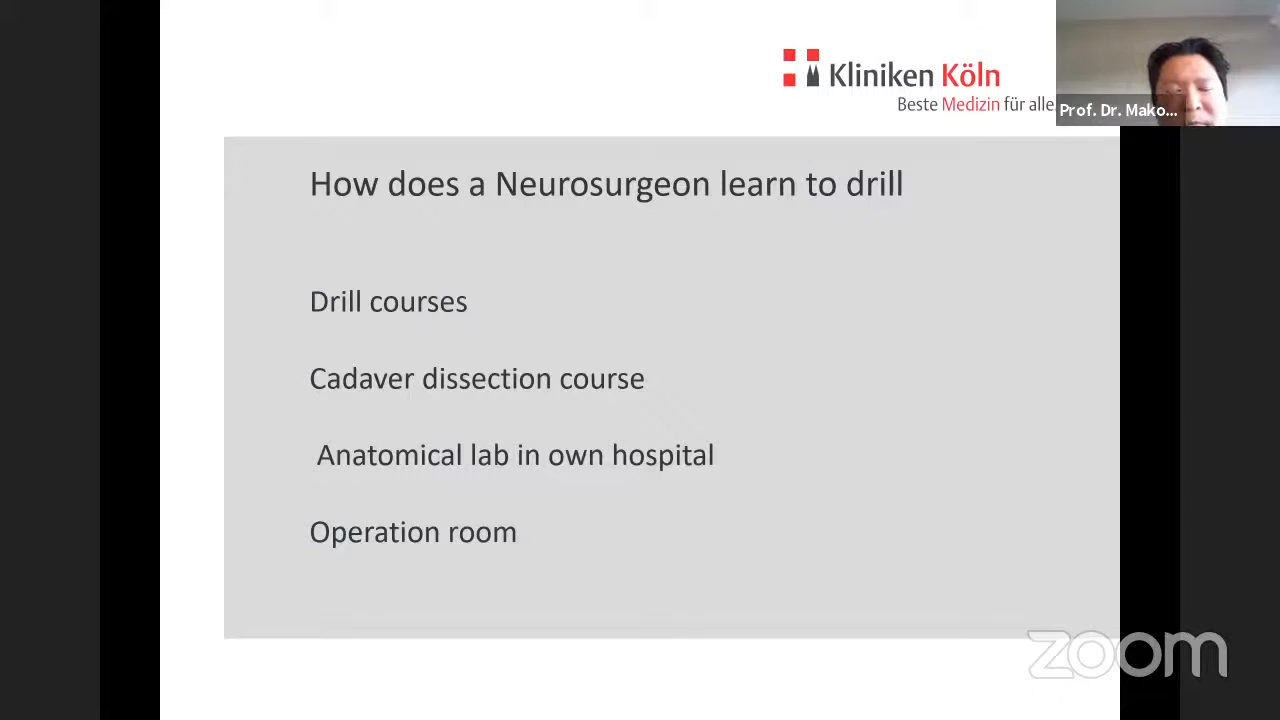 Kliniken Köln
Beste Medizin für alle
Prof. Dr. Mako...
How does a Neurosurgeon learn to drill
Drill courses
Cadaver dissection course
Anatomical lab in own hospital
Operation room
zoom